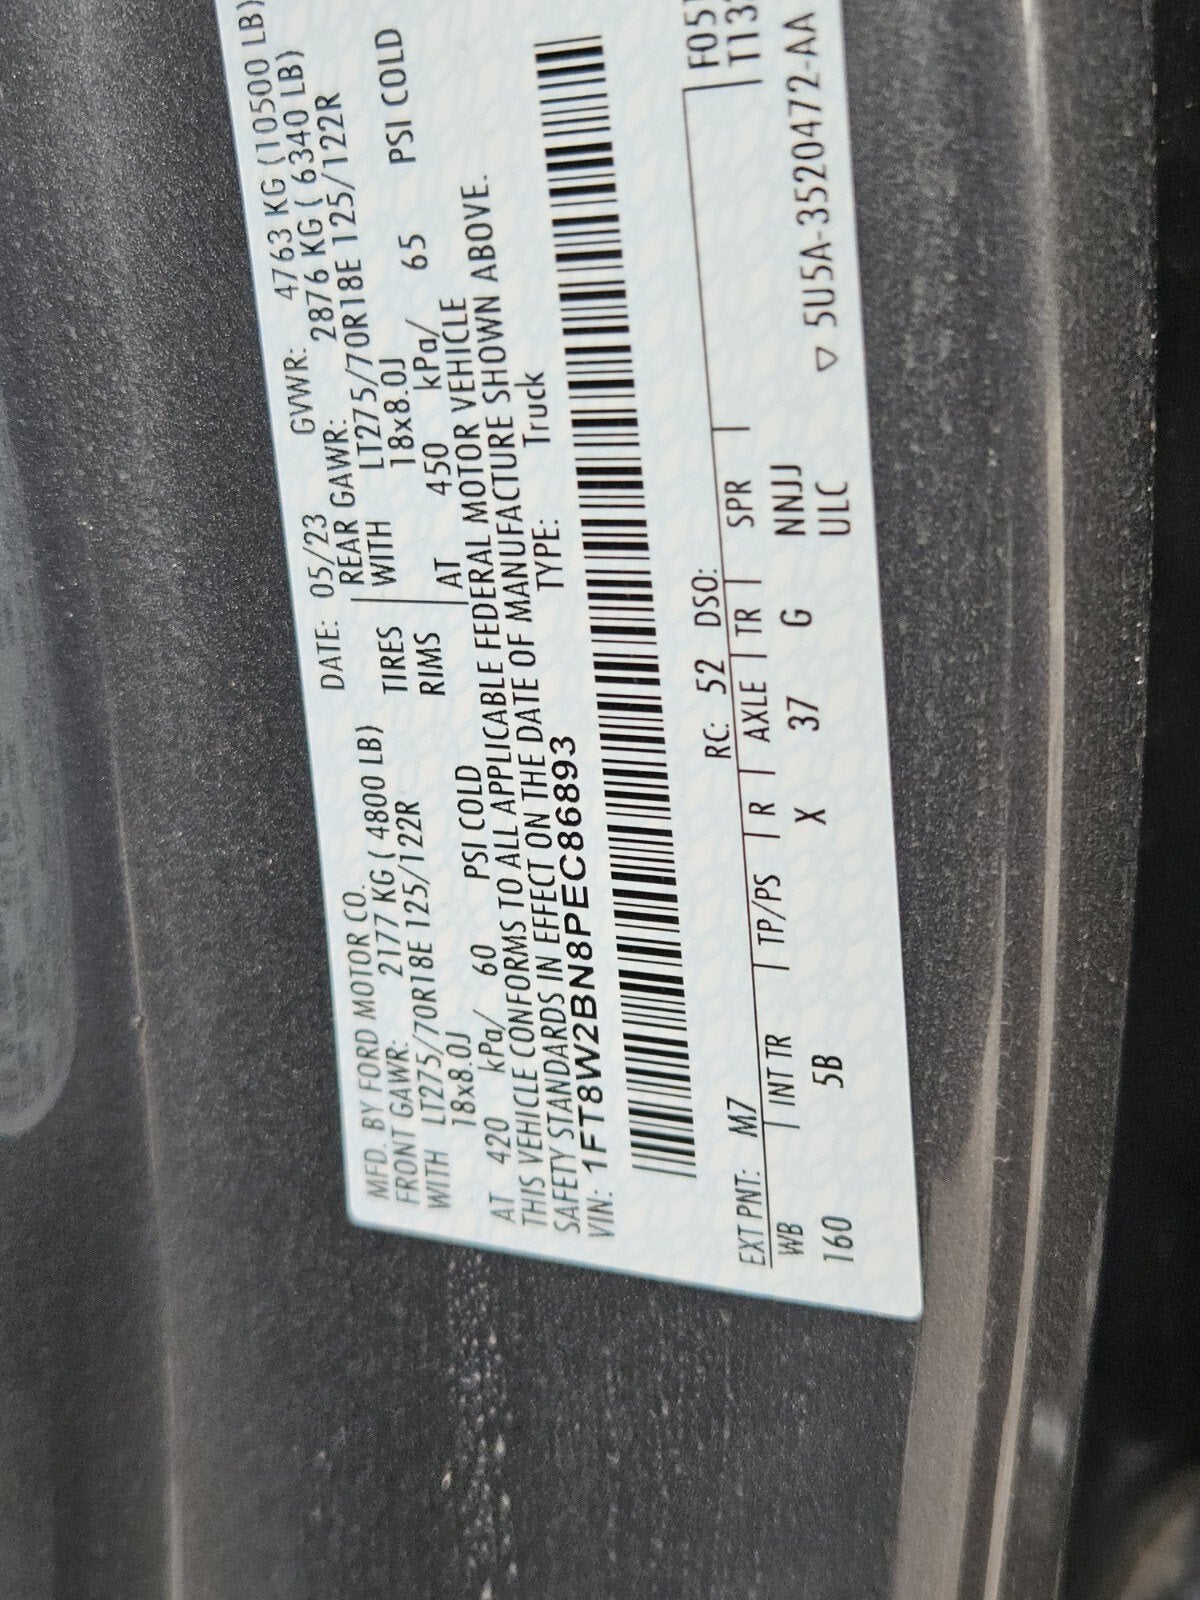 MFD. BY FORD MOTOR CO.
DATE: 05/23 GVWR: 4763 KG (10500 LB)
FRONT GAWR: 2177 KG ( 4800 LB) REAR GAWR: 2876 KG ( 6340 LB)
WITH LT275/70R18E 125/122R TIRES WITH LT275/70R18E 125/122R
18x8.0J RIMS 18x8.0J
AT 420 kPa/ 60 PSI COLD AT 450 kPa/ 65 PSI COLD
THIS VEHICLE CONFORMS TO ALL APPLICABLE FEDERAL MOTOR VEHICLE
SAFETY STANDARDS IN EFFECT ON THE DATE OF MANUFACTURE SHOWN ABOVE.
VIN: 1FT8W2BN8PEC86893 TYPE: Truck
EXT PNT: M7 RC: 52 DSO:
WB INT TR TP/PS R AXLE TR SPR
160 5B X 37 G NNJJ
ULC
▽ 5U5A-3520472-AA